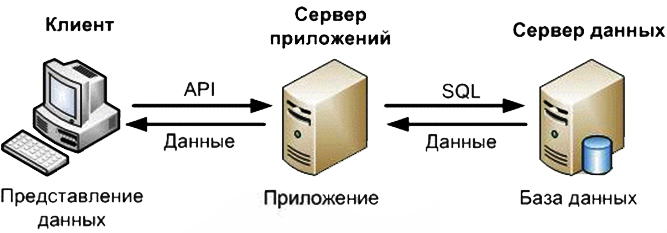 Клиент
Сервер
приложений
Сервер данных
API
SQL
Данные
Данные
Представление
данных
Приложение
База данных